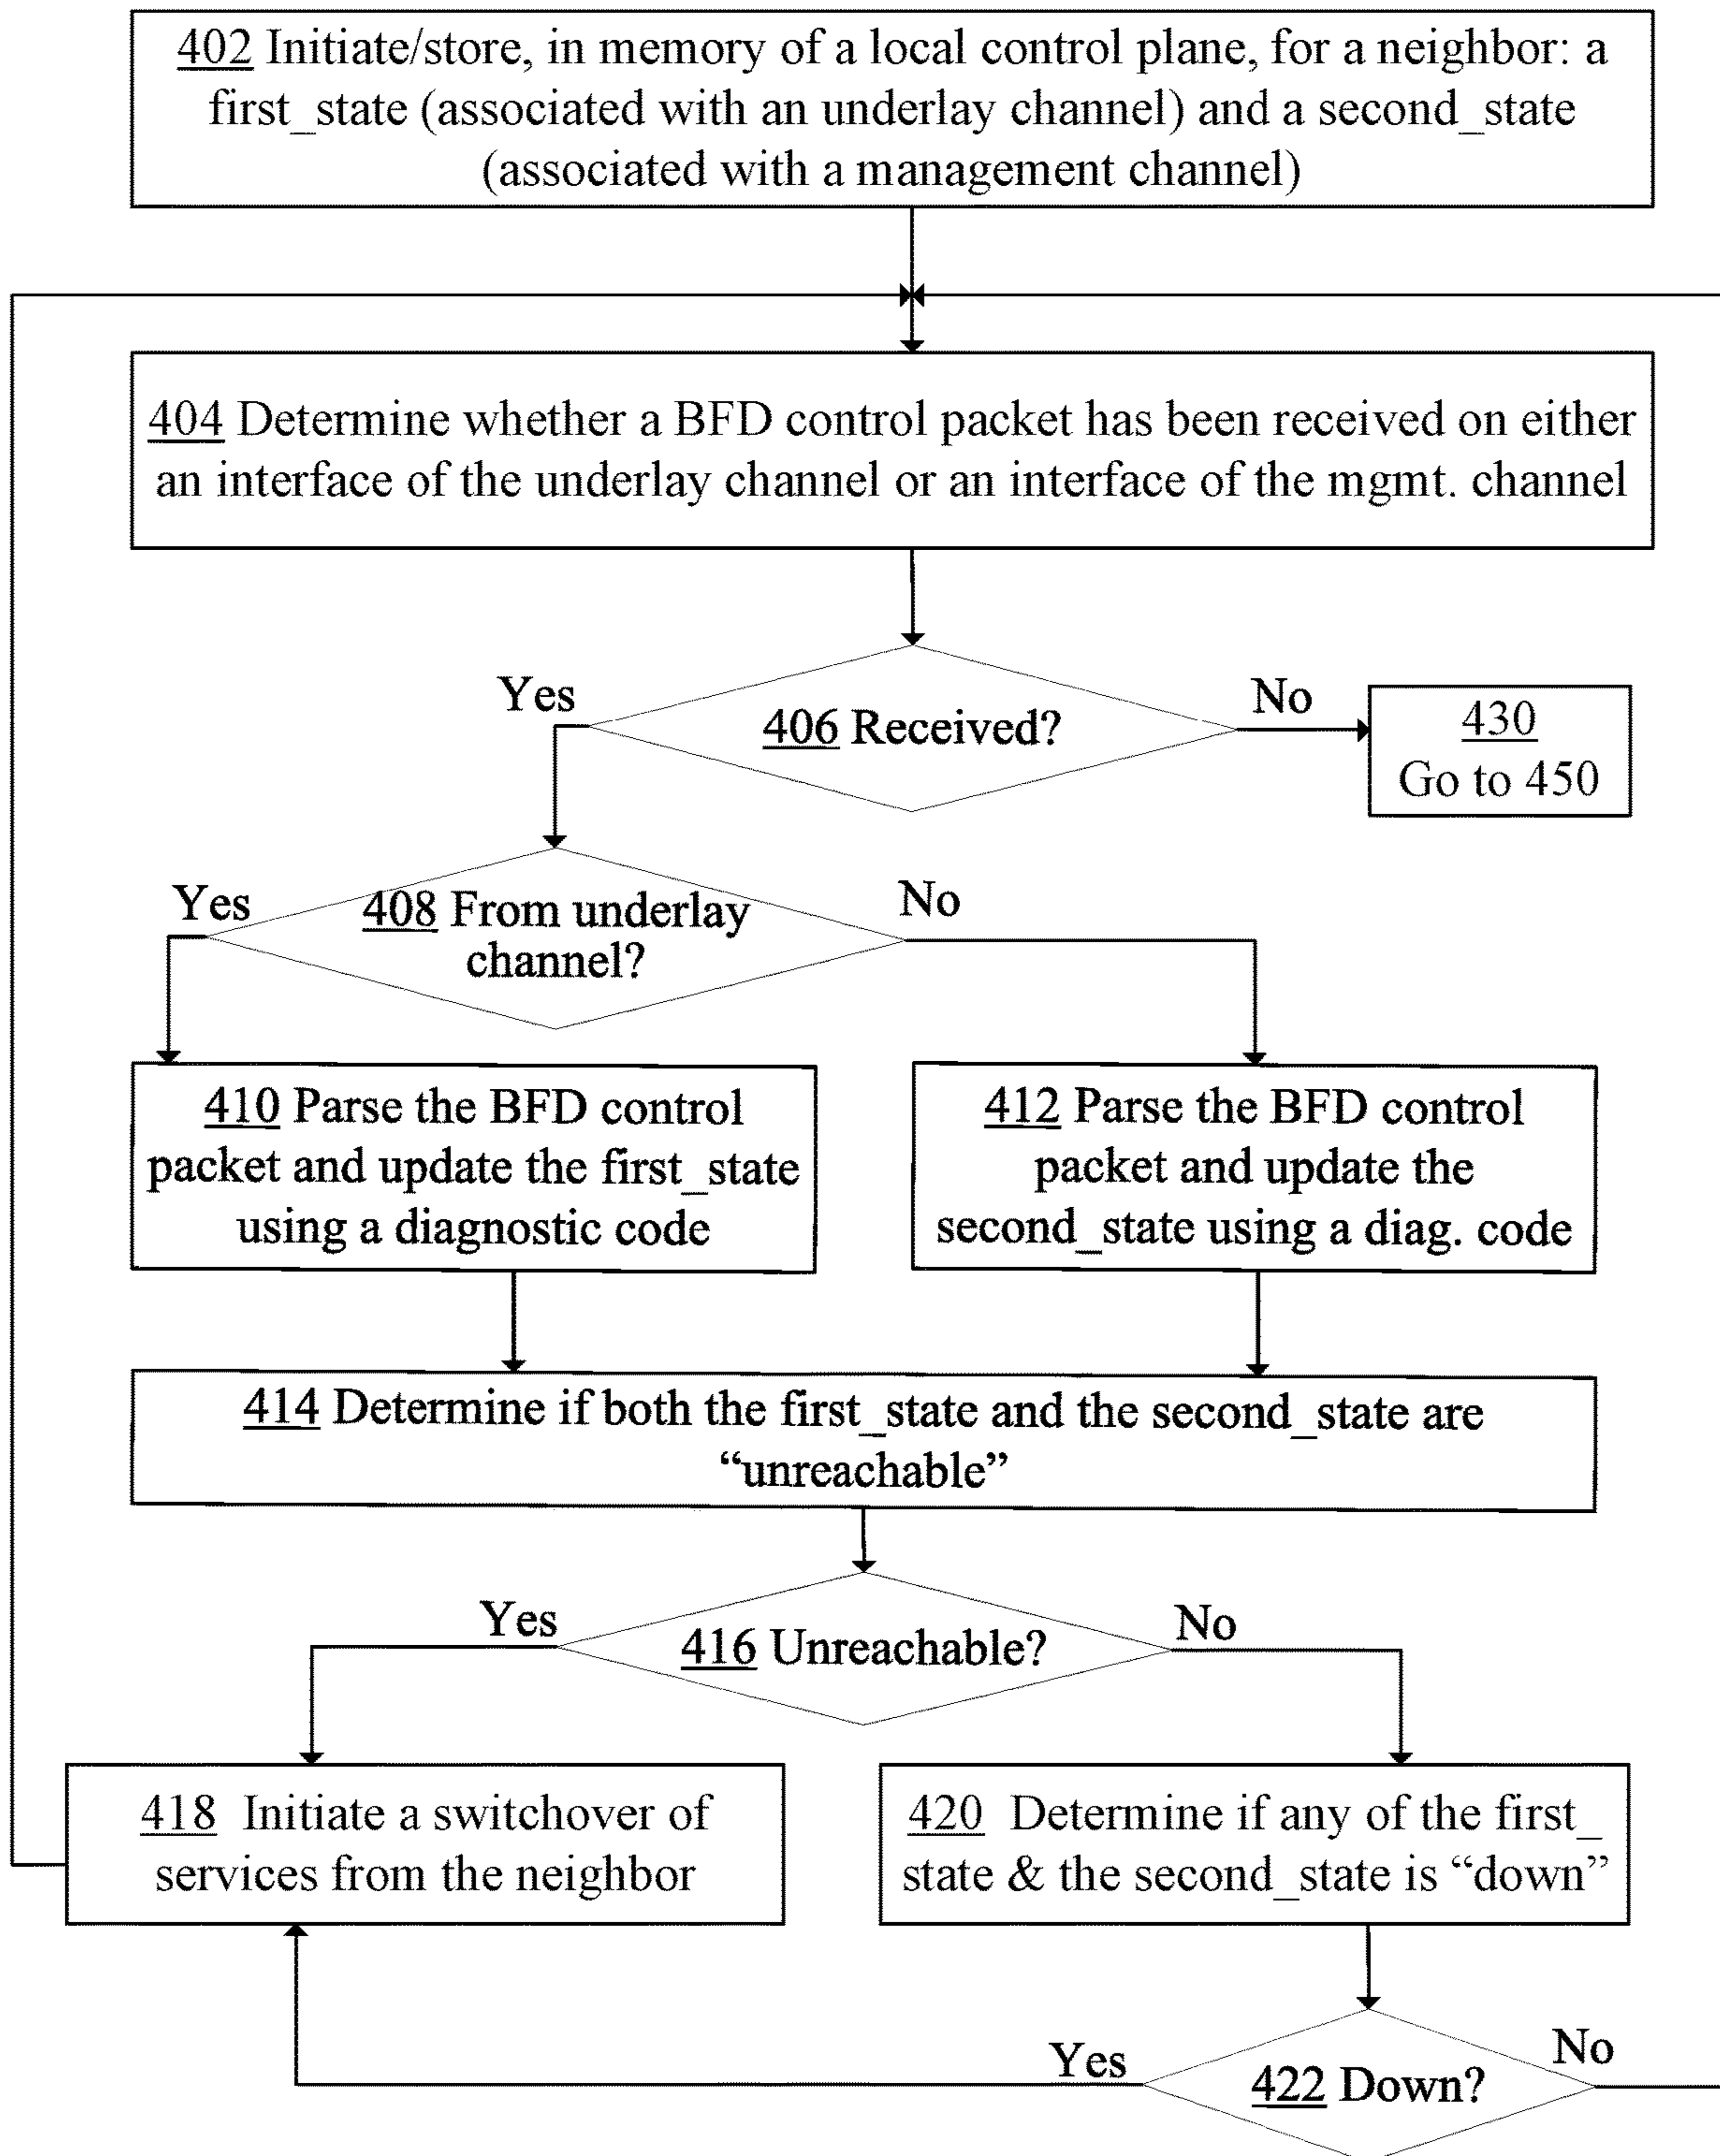 402 Initiate/store, in memory of a local control plane, for a neighbor: a
first_state (associated with an underlay channel) and a second_state
(associated with a management channel)
404 Determine whether a BFD control packet has been received on either
an interface of the underlay channel or an interface of the mgmt. channel
Yes
406 Received?
No
430
Go to 450
Yes
408 From underlay
channel?
No
410 Parse the BFD control
packet and update the first_state
using a diagnostic code
412 Parse the BFD control
packet and update the
second_state using a diag. code
414 Determine if both the first_state and the second_state are
“unreachable”
Yes
416 Unreachable?
No
418 Initiate a switchover of
services from the neighbor
420 Determine if any of the first_
state & the second_state is “down”
Yes
422 Down?
No